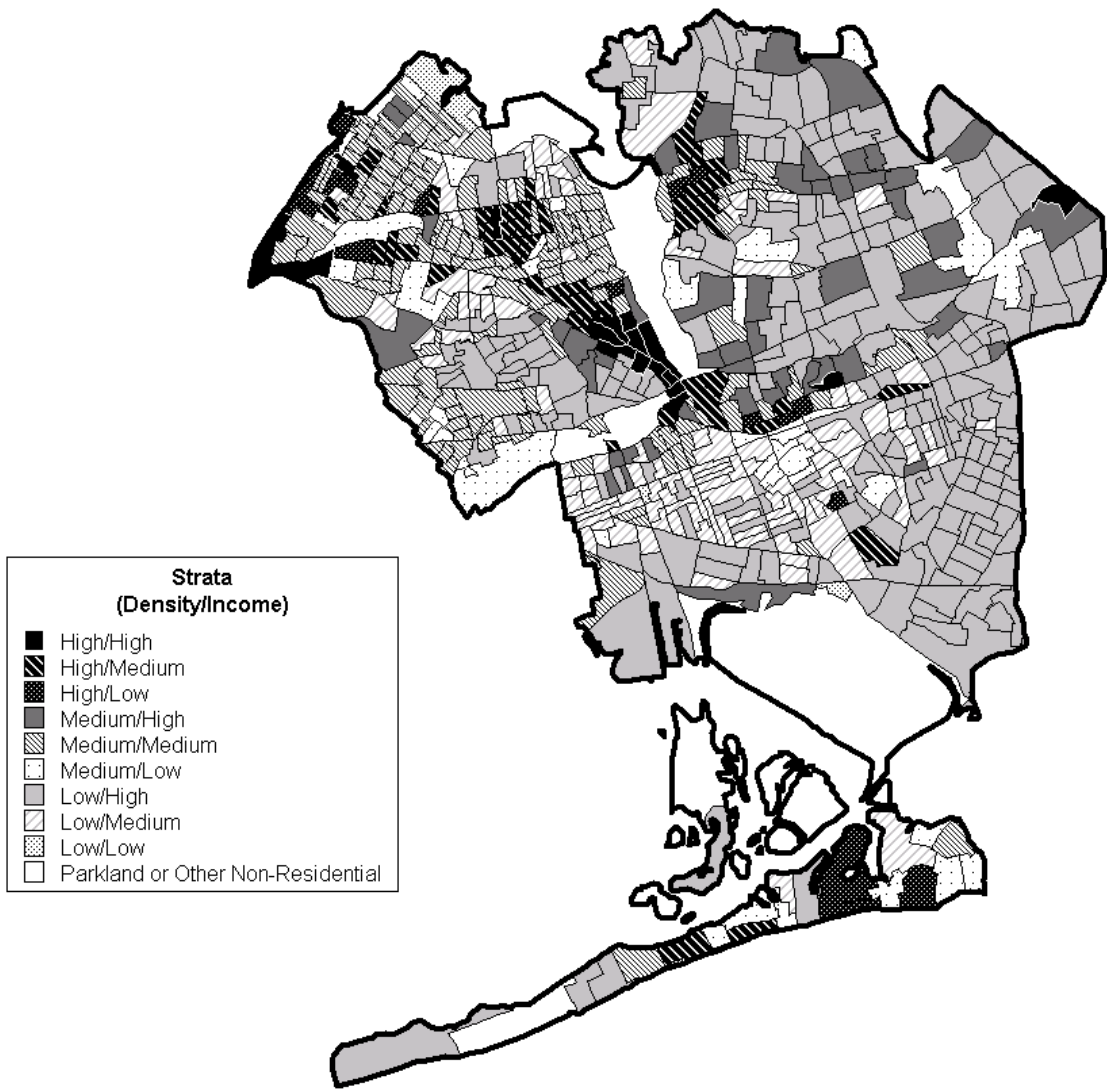 Strata
(Density/Income)
High/High
High/Medium
High/Low
Medium/High
Medium/Medium
Medium/Low
Low/High
Low/Medium
Low/Low
Parkland or Other Non-Residential